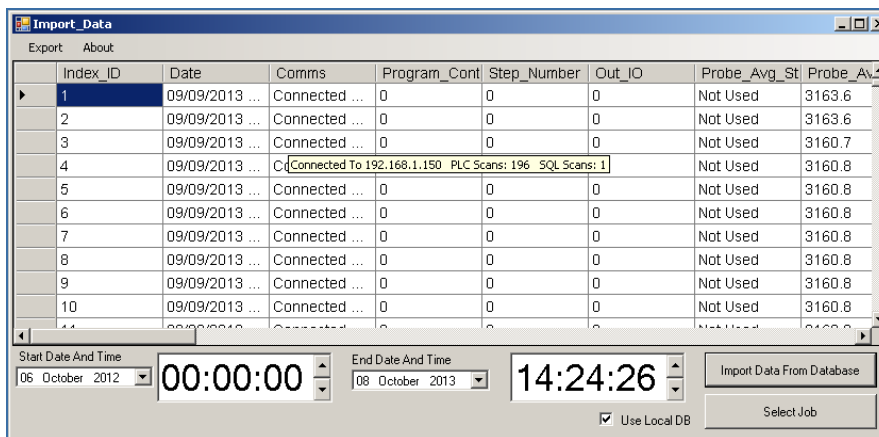 Import_Data
Export About
Index_ID Date Comms Program_Cont Step_Number Out_IO Probe_Avg_St Probe_Av
1 09/09/2013 ... Connected ... 0 0 0 Not Used 3163.6
2 09/09/2013 ... Connected ... 0 0 0 Not Used 3163.6
3 09/09/2013 ... Connected ... 0 0 0 Not Used 3160.7
4 09/09/2013 ... Co 0 0 0 Not Used 3160.8
Connected To 192.168.1.150 PLC Scans: 196 SQL Scans: 1
5 09/09/2013 ... Connected ... 0 0 0 Not Used 3160.8
6 09/09/2013 ... Connected ... 0 0 0 Not Used 3160.8
7 09/09/2013 ... Connected ... 0 0 0 Not Used 3160.8
8 09/09/2013 ... Connected ... 0 0 0 Not Used 3160.8
9 09/09/2013 ... Connected ... 0 0 0 Not Used 3160.8
10 09/09/2013 ... Connected ... 0 0 0 Not Used 3160.8
Start Date And Time
06 October 2012
00:00:00
End Date And Time
08 October 2013
14:24:26
Use Local DB
Import Data From Database
Select Job